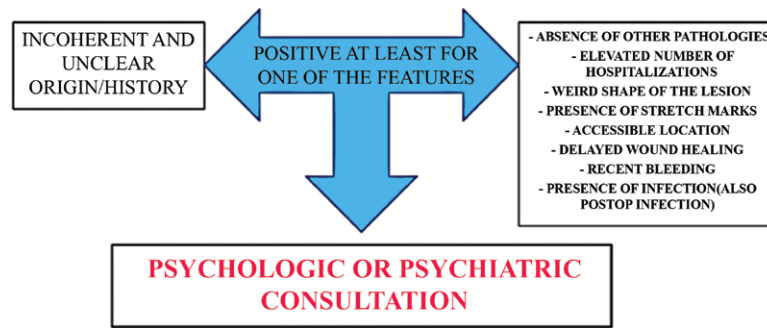 INCOHERENT AND
UNCLEAR
ORIGIN/HISTORY
POSITIVE AT LEAST FOR
ONE OF THE FEATURES
- ABSENCE OF OTHER PATHOLOGIES
- ELEVATED NUMBER OF
HOSPITALIZATIONS
- WEIRD SHAPE OF THE LESION
- PRESENCE OF STRETCH MARKS
- ACCESSIBLE LOCATION
- DELAYED WOUND HEALING
- RECENT BLEEDING
- PRESENCE OF INFECTION(ALSO
POSTOP INFECTION)
PSYCHOLOGIC OR PSYCHIATRIC
CONSULTATION